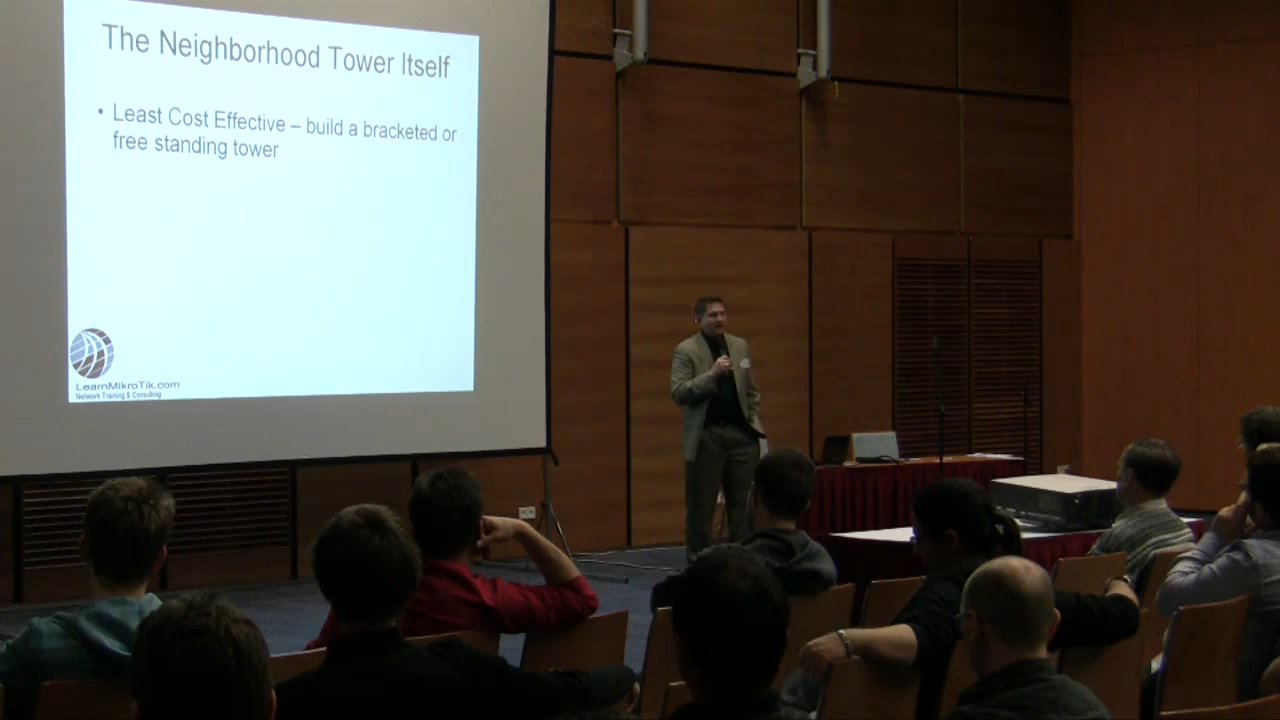 The Neighborhood Tower Itself
• Least Cost Effective – build a bracketed or
free standing tower
LearnMikroTik.com
Network Training & Consulting